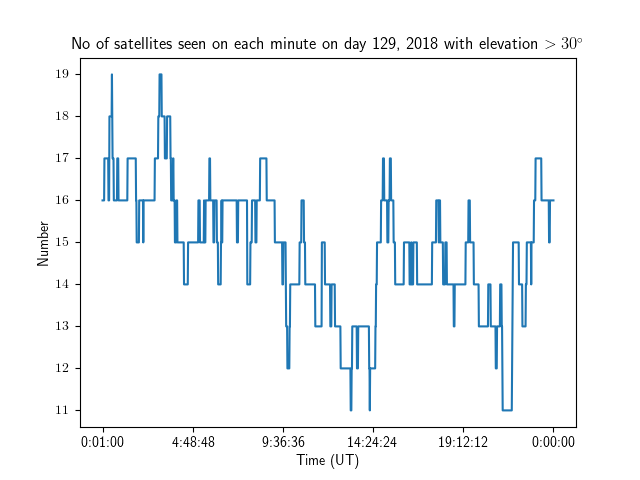 No of satellites seen on each minute on day 129, 2018 with elevation > 30°
19
18
17
16
15
14
13
12
11
Number
0:01:00 4:48:48 9:36:36 14:24:24 19:12:12 0:00:00
Time (UT)